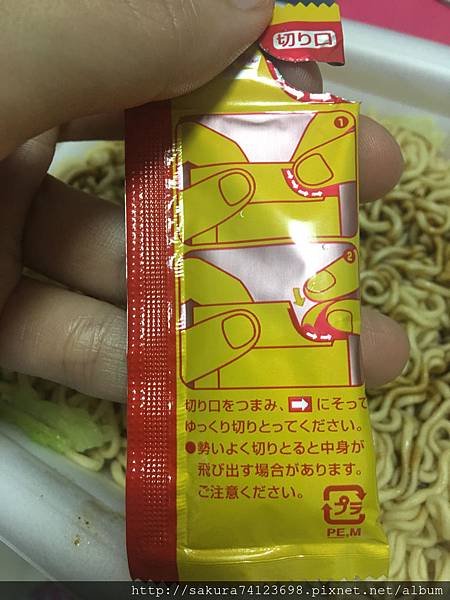 切り口
1
2
切り口をつまみ、➡にそって
ゆっくり切りとってください。
●勢いよく切りとると中身が
飛び出す場合があります。
ご注意ください。
プラ
PE,M
http://sakura74123698.pixnet.net/album